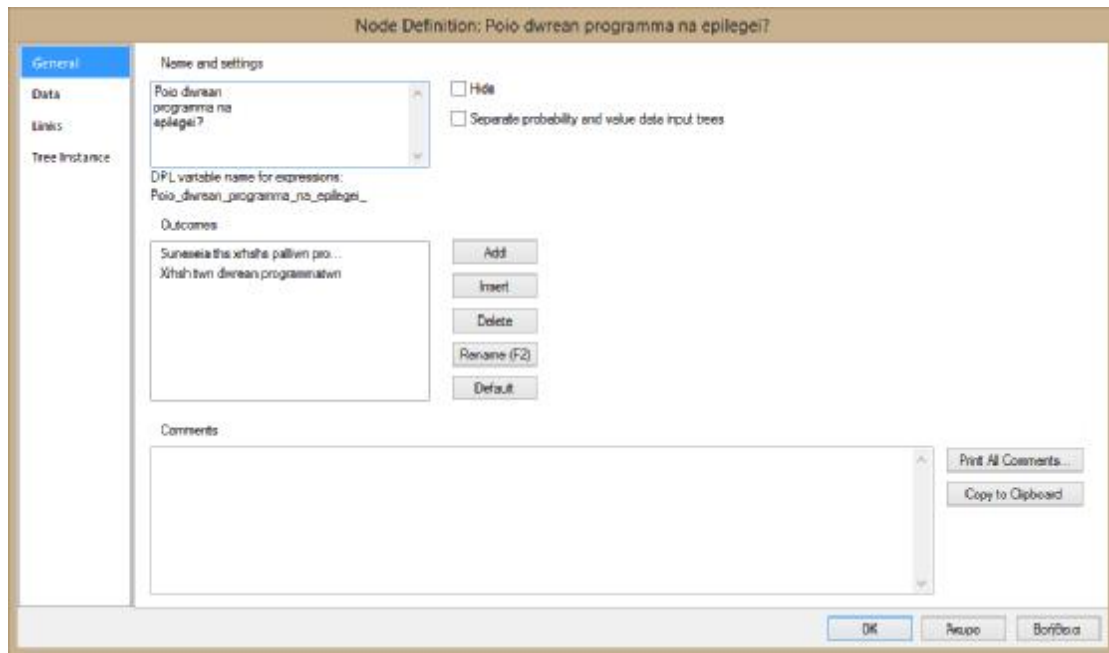 Node Definition: Poio dwrean programma na epilegei?
General
Data
Links
Tree Instance
Name and settings
Poio dwrean
programma na
epilegei?
Hide
Separate probability and value data input trees
DPL variable name for expressions:
Poio_dwrean_programma_na_epilegei_
Outcomes
Sunexeia ths xrhshs palliwn pro...
Xrhsh twn dwrean programmatwn
Add
Insert
Delete
Rename (F2)
Default
Comments
Print All Comments...
Copy to Clipboard
OK
Άκυρο
Βοήθεια